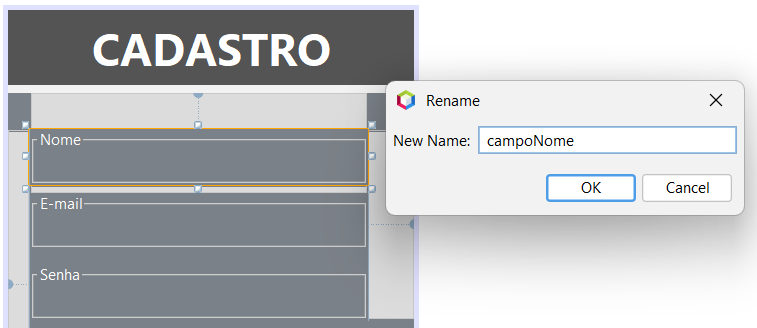 CADASTRO
Nome
E-mail
Senha
Rename
New Name: campoNome
OK Cancel